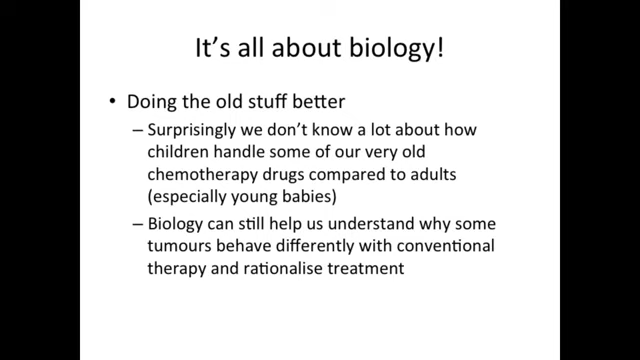 It's all about biology!
• Doing the old stuff better
– Surprisingly we don't know a lot about how
children handle some of our very old
chemotherapy drugs compared to adults
(especially young babies)
– Biology can still help us understand why some
tumours behave differently with conventional
therapy and rationalise treatment